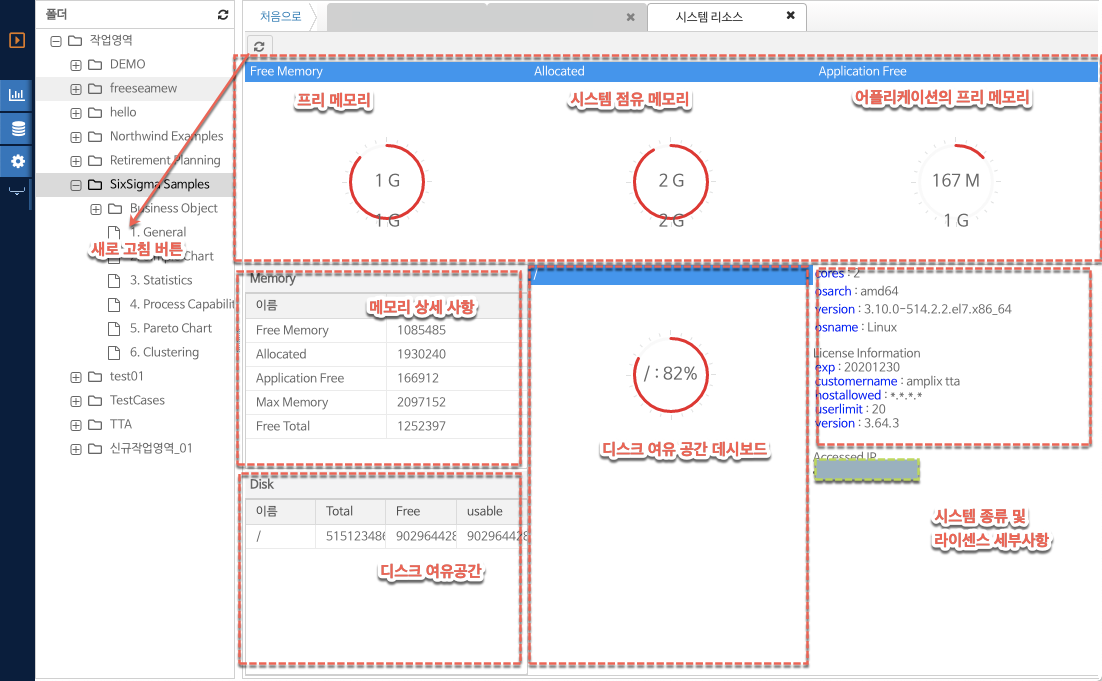 폴더
작업영역
DEMO
freeseamew
hello
Northwind Examples
Retirement Planning
SixSigma Samples
Business Object
1. General
새로 고침 버튼
Chart
3. Statistics
4. Process Capabilit
5. Pareto Chart
6. Clustering
test01
TestCases
TTA
신규작업영역_01
처음으로
시스템 리소스
Free Memory Allocated Application Free
프리 메모리 시스템 점유 메모리 어플리케이션의 프리 메모리
1 G 2 G 167 M
1 G 2 G 1 G
Memory
이름
메모리 상세 사항
Free Memory 1085485
Allocated 1930240
Application Free 166912
Max Memory 2097152
Free Total 1252397
Disk
이름 Total Free usable
/ 515123486 902964428 902964428
디스크 여유공간
/
/ : 82%
디스크 여유 공간 데시보드
cores : 2
osarch : amd64
version : 3.10.0-514.2.2.el7.x86_64
osname : Linux
License Information
exp : 20201230
customername : amplix tta
hostallowed : *.*.*.*
userlimit : 20
version : 3.64.3
Accessed IP
시스템 종류 및
라이센스 세부사항